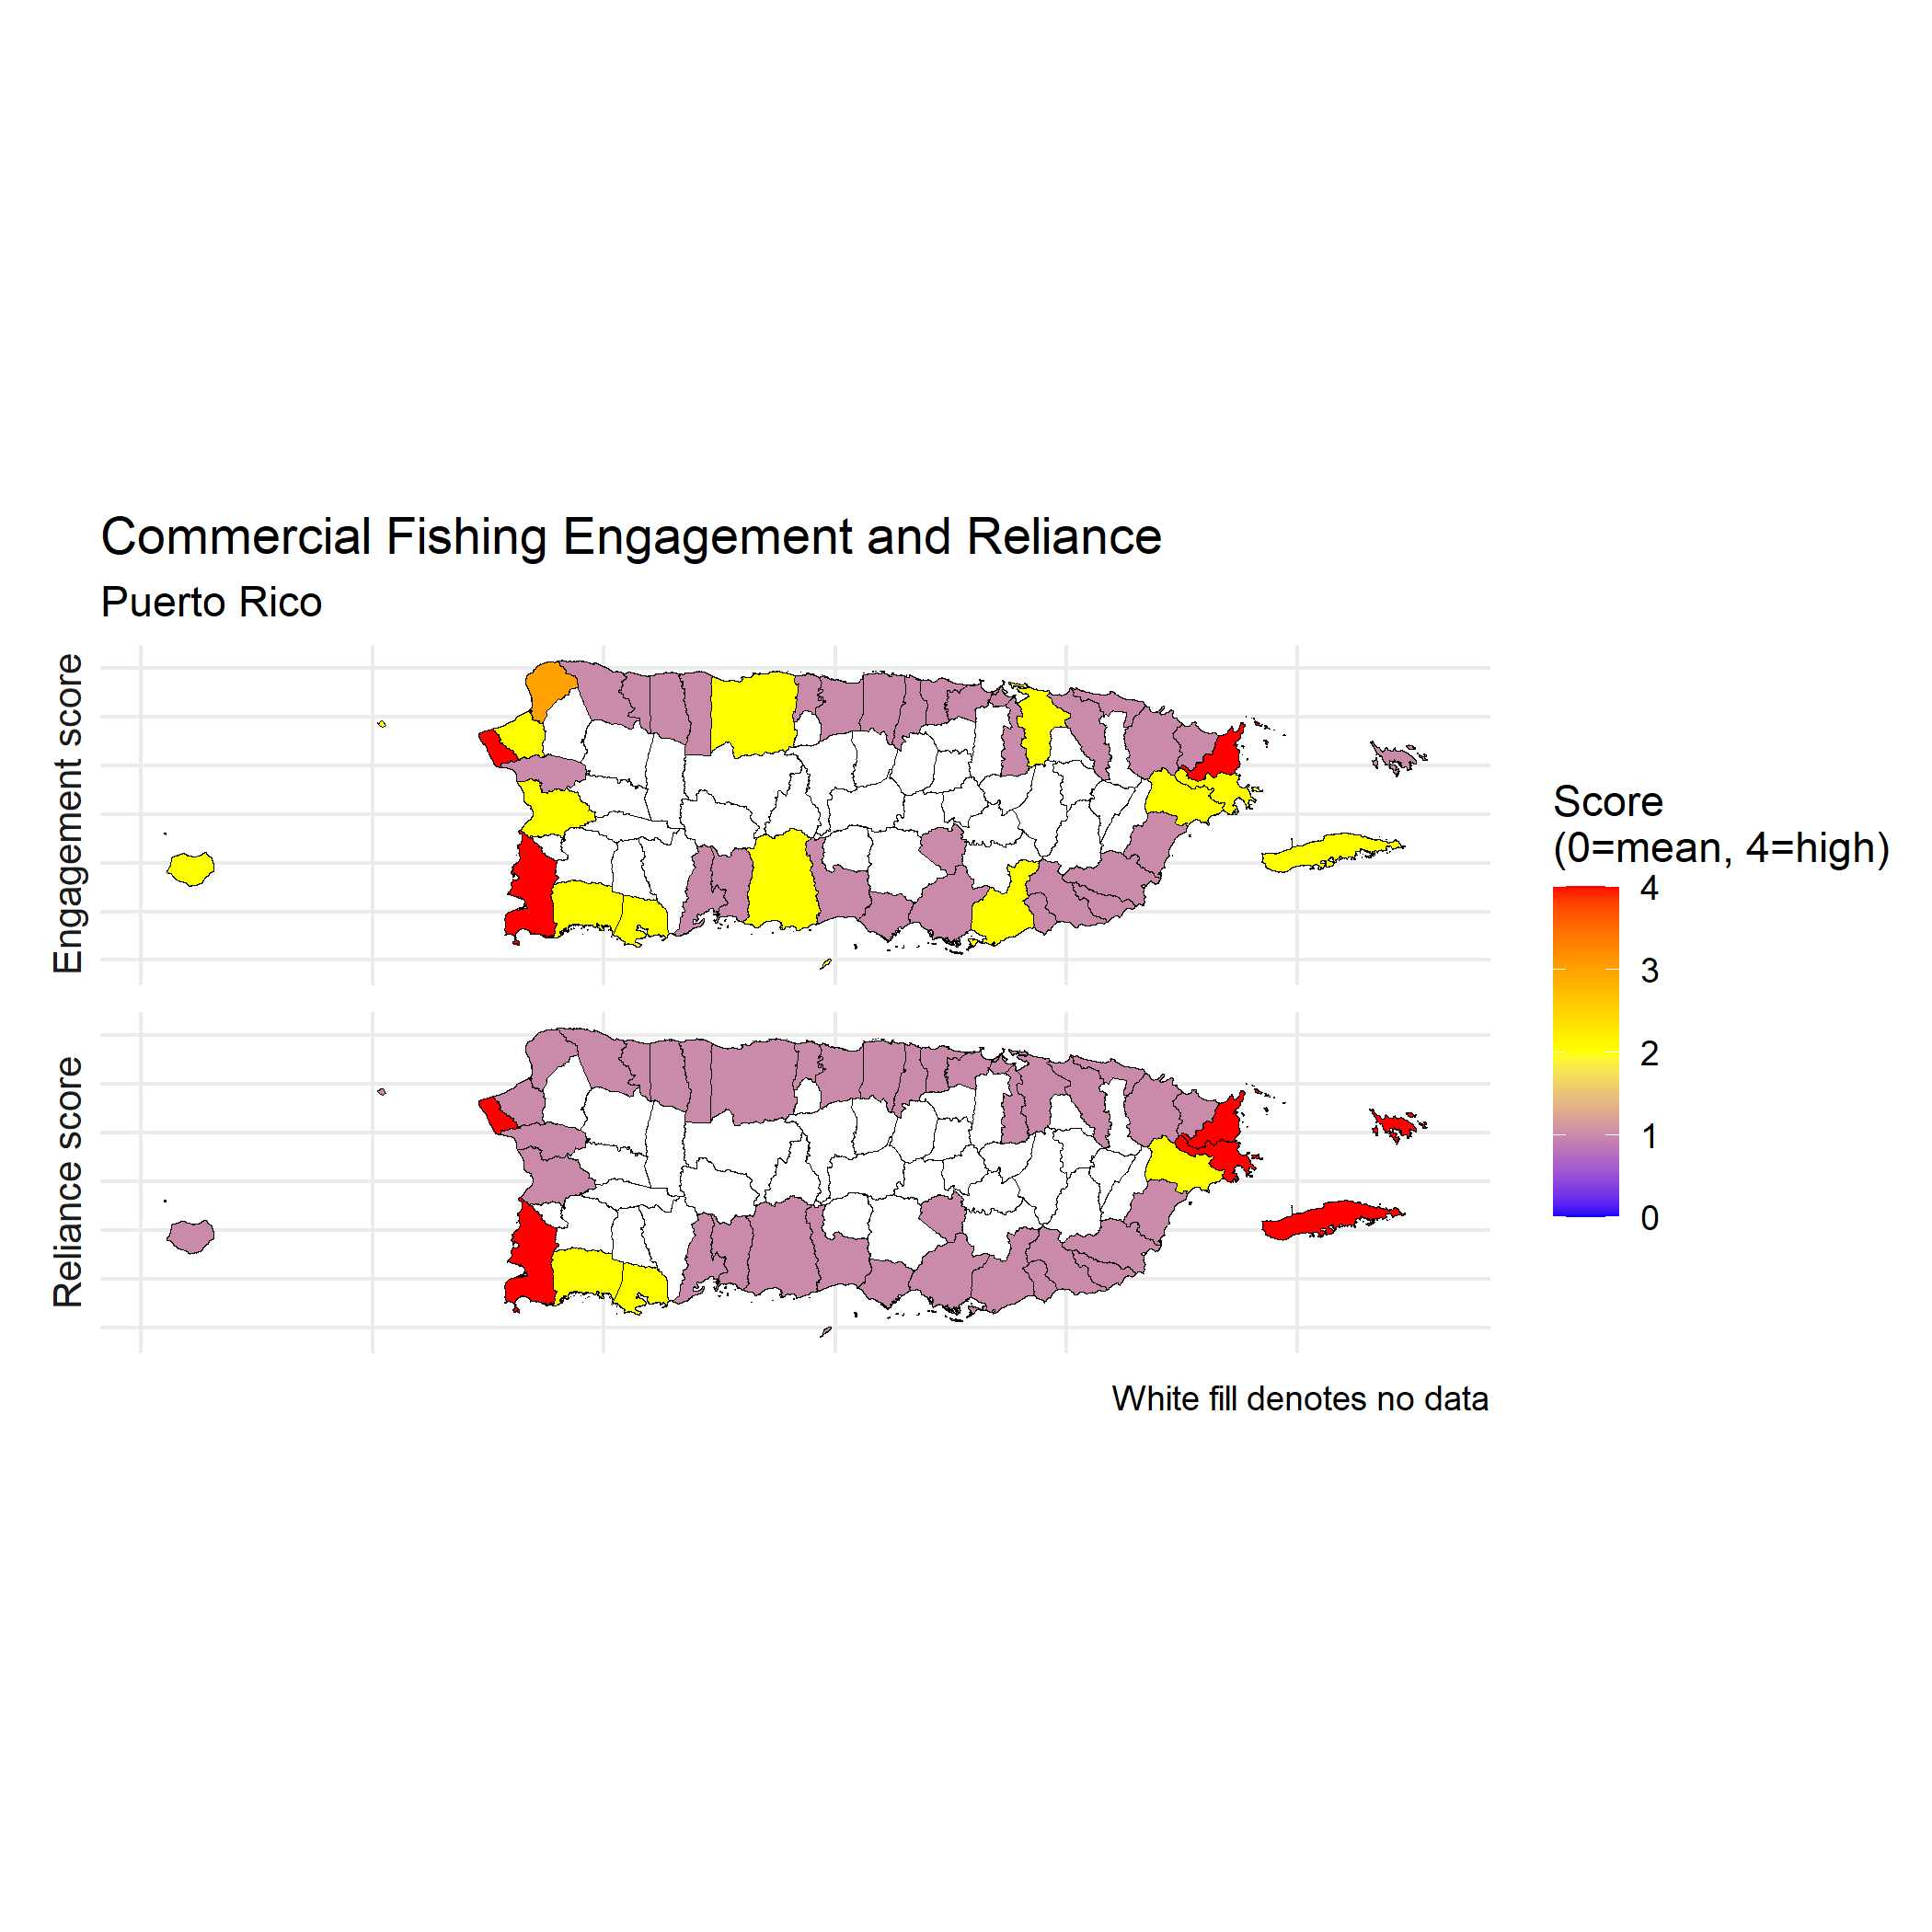 Commercial Fishing Engagement and Reliance
Puerto Rico
Engagement score
Reliance score
Score
(0=mean, 4=high)
4
3
2
1
0
White fill denotes no data